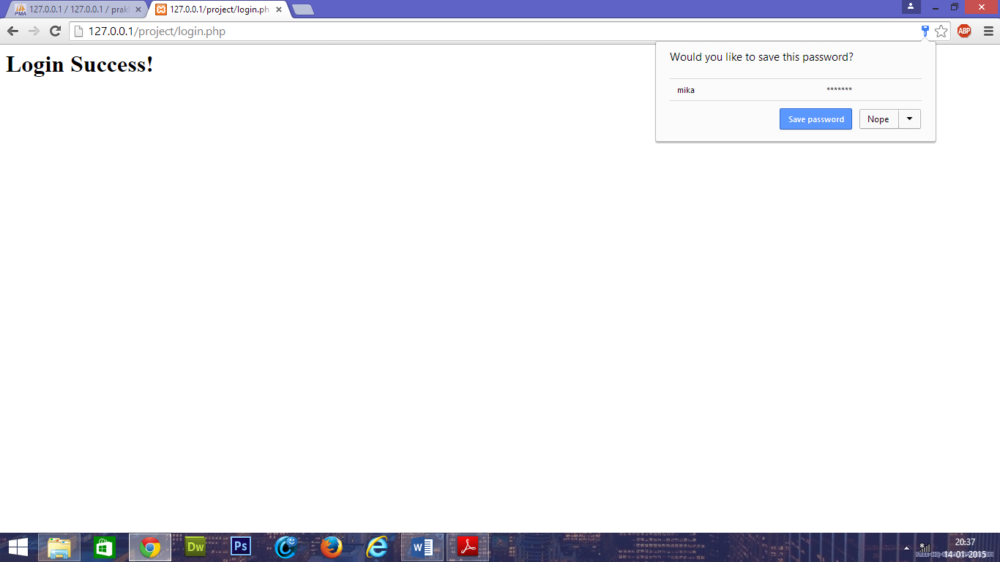 PMA 127.0.0.1 / 127.0.0.1 / prakl
127.0.0.1/project/login.ph
127.0.0.1/project/login.php
ABP
Login Success!
Would you like to save this password?
mika *******
Save password Nope
Dw Ps
20:37
14-01-2015